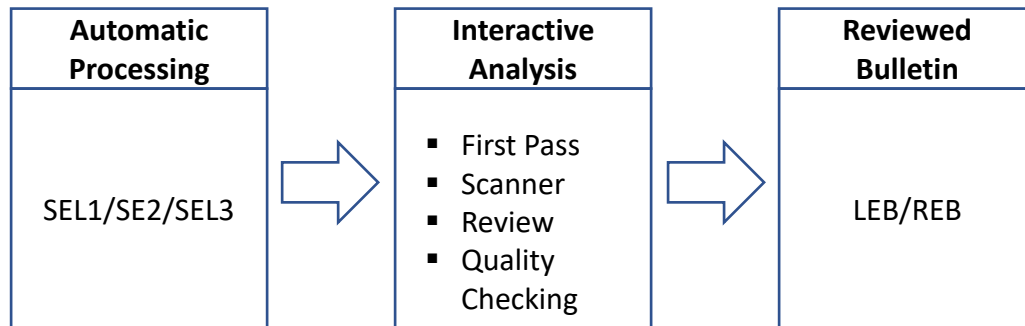 Automatic
Processing
SEL1/SE2/SEL3
Interactive
Analysis
▪ First Pass
▪ Scanner
▪ Review
▪ Quality
Checking
Reviewed
Bulletin
LEB/REB